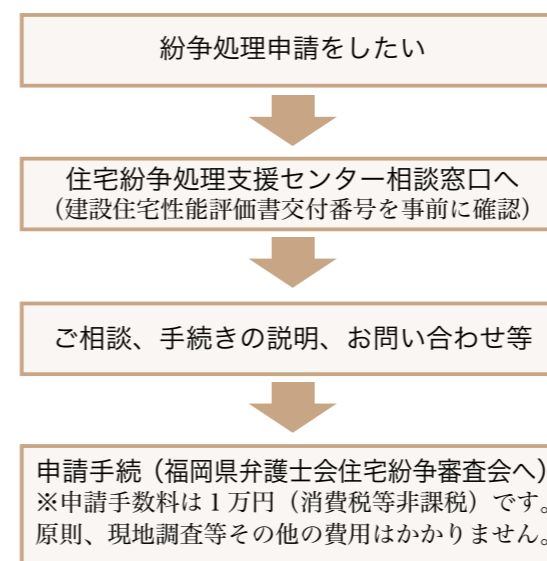 紛争処理申請をしたい
住宅紛争処理支援センター相談窓口へ
（建設住宅性能評価書交付番号を事前に確認）
ご相談、手続きの説明、お問い合わせ等
申請手続（福岡県弁護士会住宅紛争審査会へ）
※申請手数料は１万円（消費税等非課税）です。
原則、現地調査等その他の費用はかかりません。